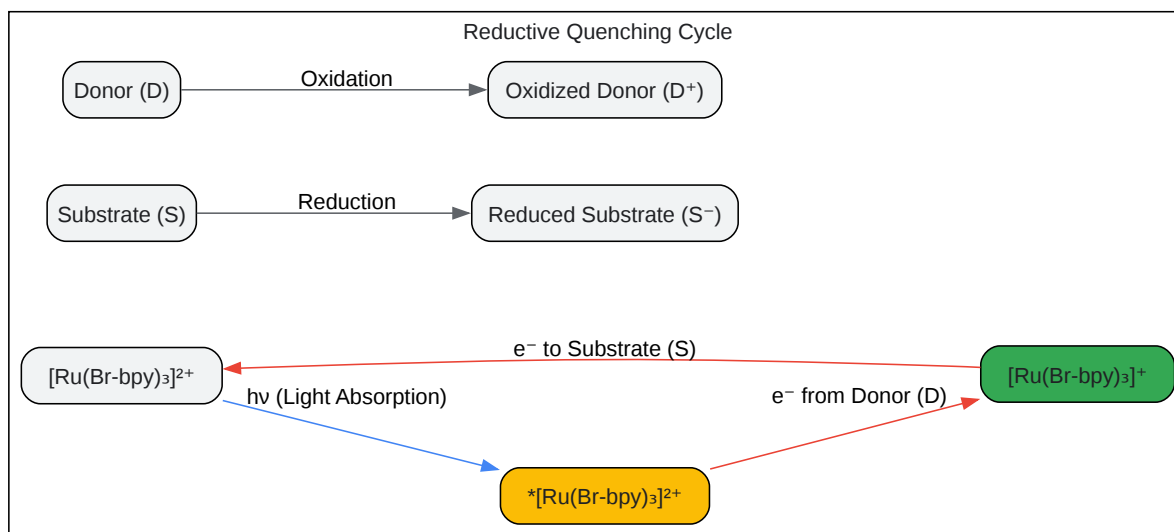 Reductive Quenching Cycle
Donor (D)
Oxidation
Oxidized Donor (D⁺)
Substrate (S)
Reduction
Reduced Substrate (S⁻)
e⁻ to Substrate (S)
[Ru(Br-bpy)₃]²⁺
[Ru(Br-bpy)₃]⁺
hν (Light Absorption)
e⁻ from Donor (D)
*[Ru(Br-bpy)₃]²⁺